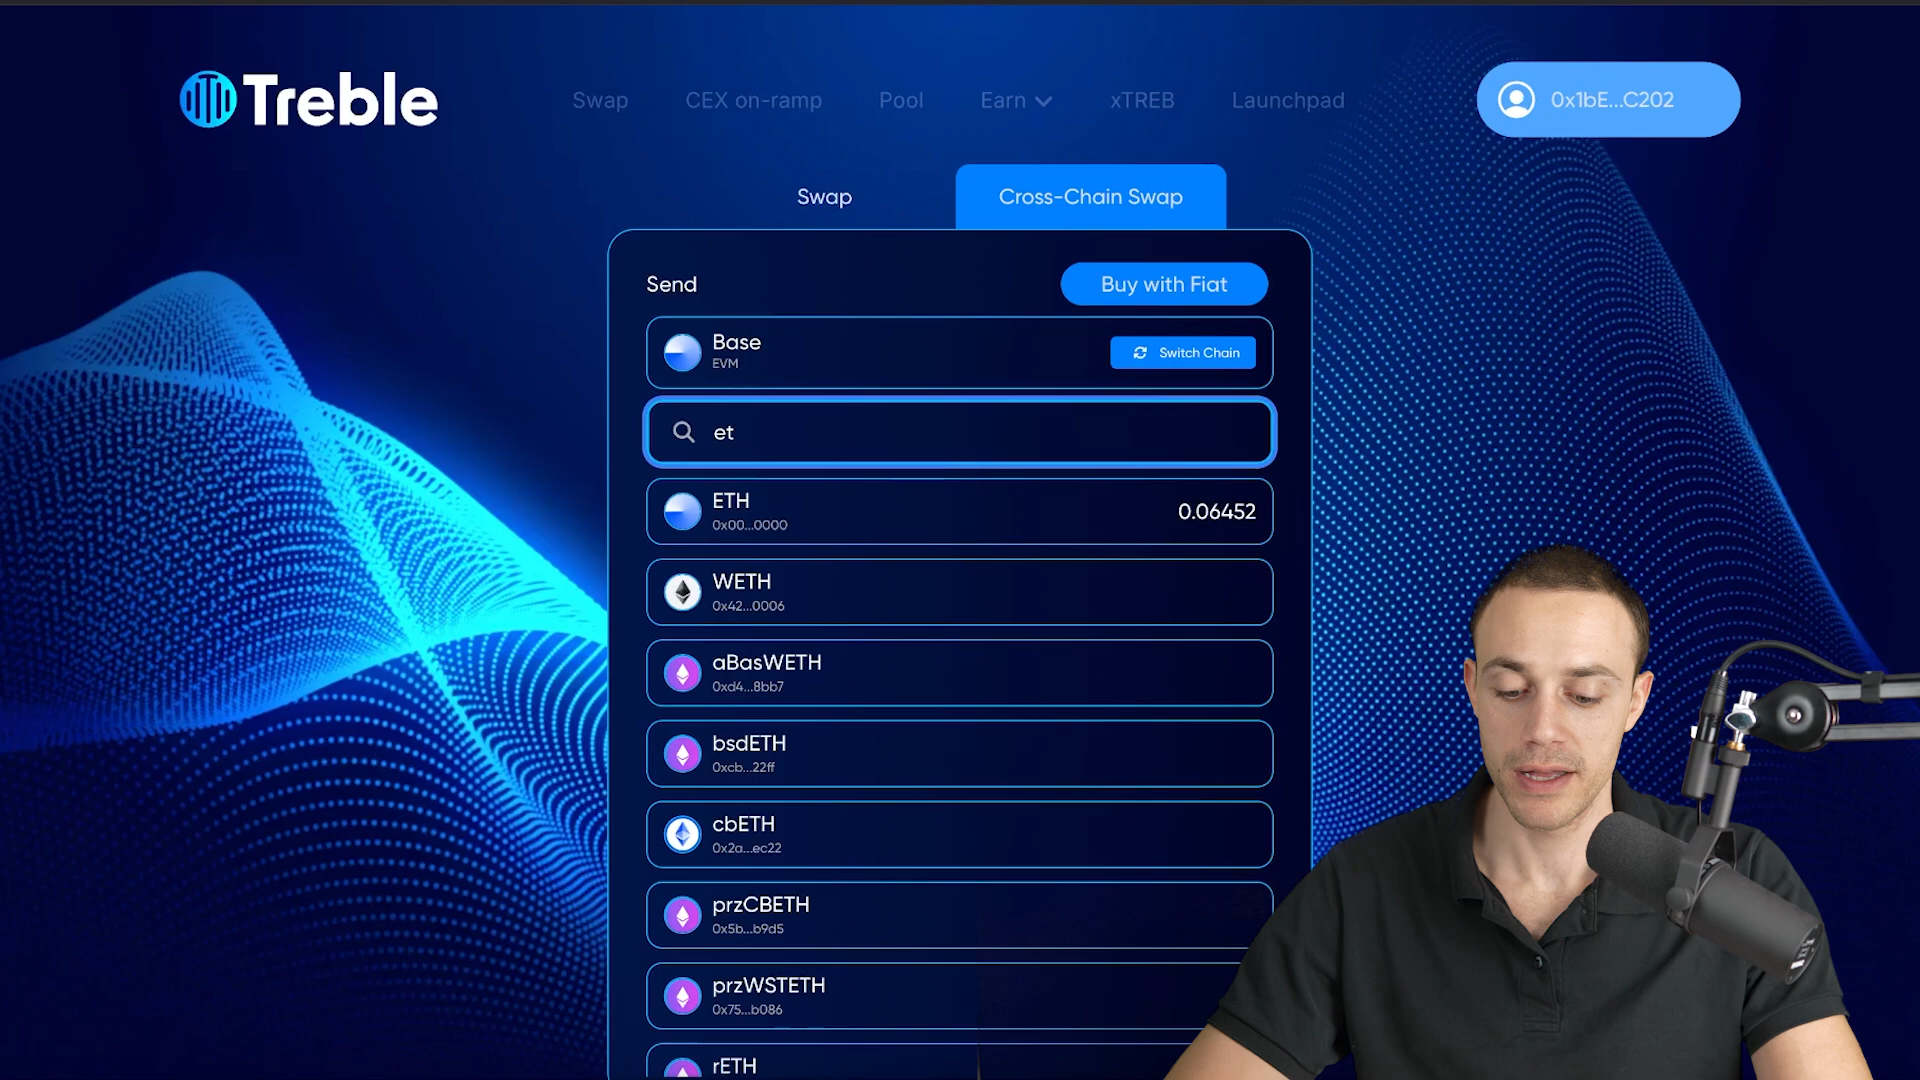 Treble
Swap
CEX on-ramp
Pool
Earn
xTREB
Launchpad
0x1bE...C202
Swap
Cross-Chain Swap
Send
Buy with Fiat
Base
EVM
Switch Chain
et
ETH
0x00...0000
0.06452
WETH
0x42...0006
aBasWETH
0xd4...8bb7
bsdETH
0xcb...22ff
cbETH
0x2a...ec22
przCBETH
0x5b...b9d5
przWSTETH
0x75...b086
rETH